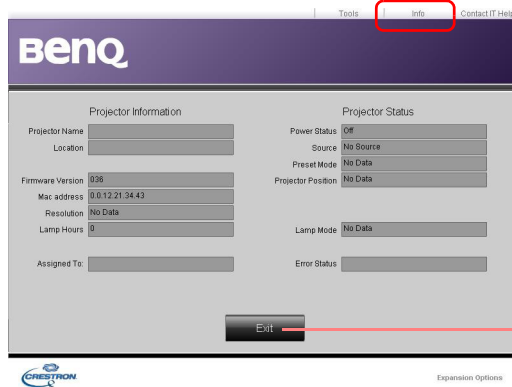 Tools Info Contact IT Help
BenQ
Projector Information Projector Status
Projector Name
Location
Firmware Version 036
Mac address 0.0.12.21.34.43
Resolution No Data
Lamp Hours 0
Assigned To:
Power Status Off
Source No Source
Preset Mode No Data
Projector Position No Data
Lamp Mode No Data
Error Status
Exit
CRESTRON Expansion Options